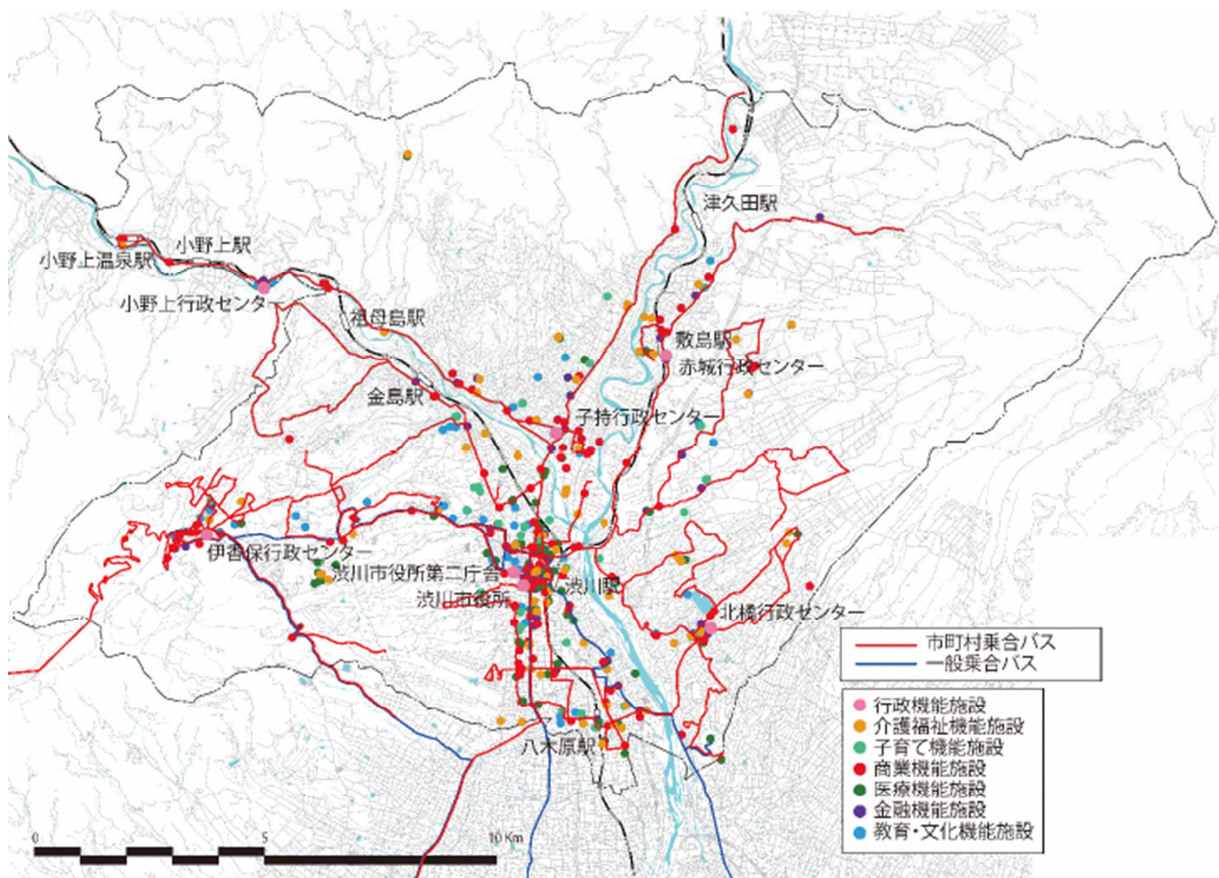 津久田駅
小野上駅
小野上温泉駅
小野上行政センター
祖母島駅
敷島駅
赤城行政センター
金島駅
子持行政センター
伊香保行政センター
渋川市役所第二庁舎
渋川駅
渋川市役所
北橘行政センター
八木原駅
市町村乗合バス
一般乗合バス
行政機能施設
介護福祉機能施設
子育て機能施設
商業機能施設
医療機能施設
金融機能施設
教育・文化機能施設
0 5 10 Km